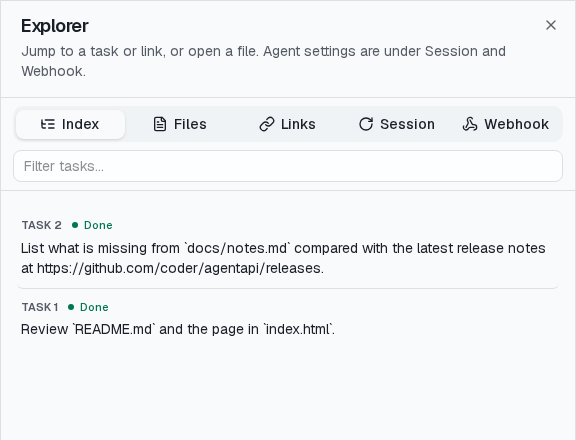 Explorer
Jump to a task or link, or open a file. Agent settings are under Session and
Webhook.
Index
Files
Links
Session
Webhook
Filter tasks...
TASK 2 Done
List what is missing from `docs/notes.md` compared with the latest release notes
at https://github.com/coder/agentapi/releases.
TASK 1 Done
Review `README.md` and the page in `index.html`.